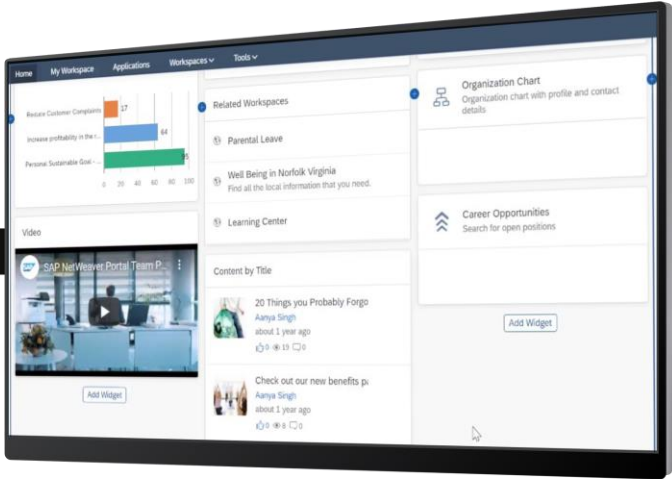 Home
My Workspace
Applications
Workspaces
Tools
Reduce Customer Complaints
17
Increase profitability in the r...
64
Personal Sustainable Goal - ...
95
0 20 40 60 80 100
Video
SAP
SAP NetWeaver Portal Team P...
Add Widget
Related Workspaces
Parental Leave
Well Being in Norfolk Virginia
Find all the local information that you need.
Learning Center
Content by Title
20 Things you Probably Forgo
Aanya Singh
about 1 year ago
0 19 0
Check out our new benefits pa
Aanya Singh
about 1 year ago
0 8 0
Organization Chart
Organization chart with profile and contact
details
Career Opportunities
Search for open positions
Add Widget